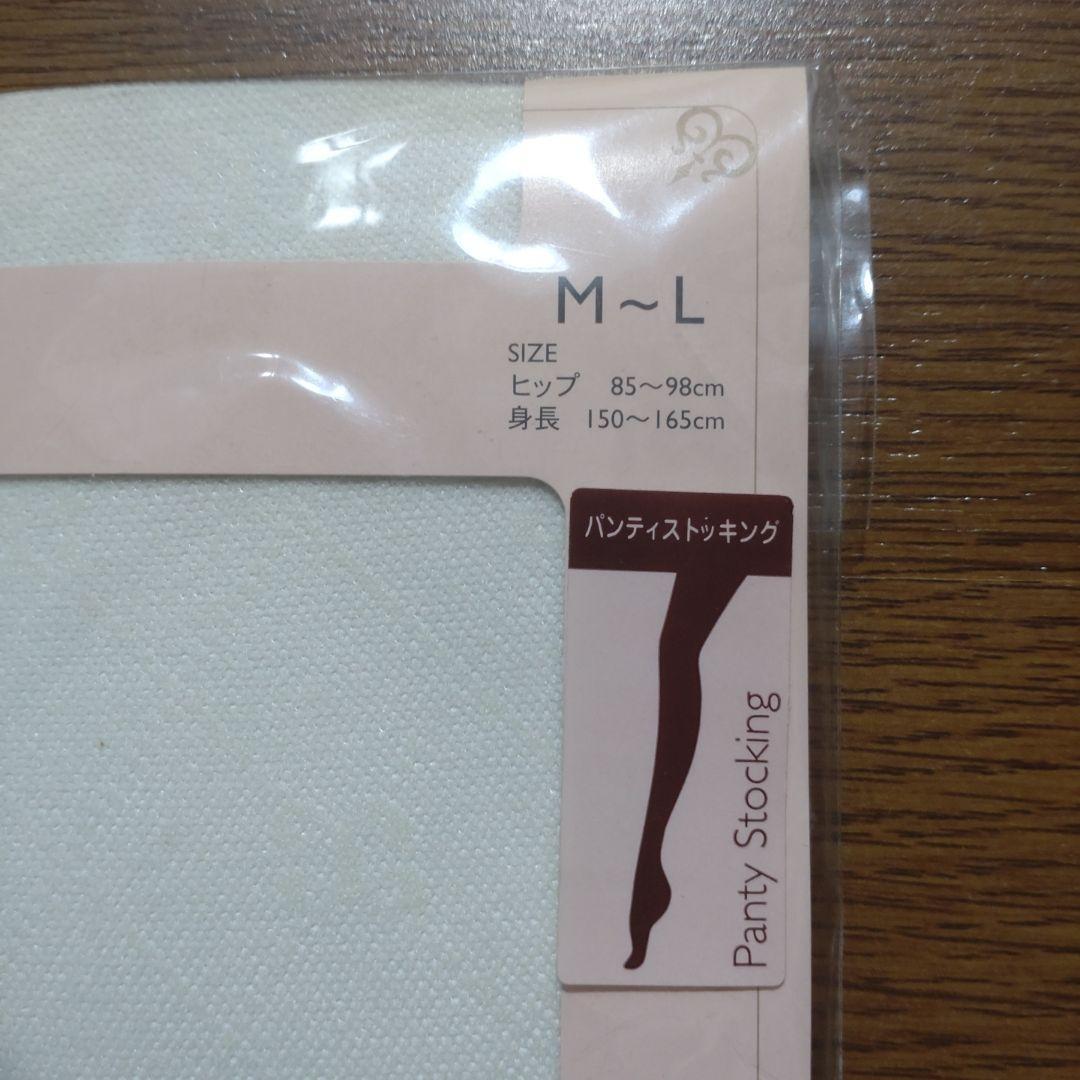 M~L
SIZE
ヒップ 85〜98cm
身長 150〜165cm
パンティストッキング
Panty Stocking